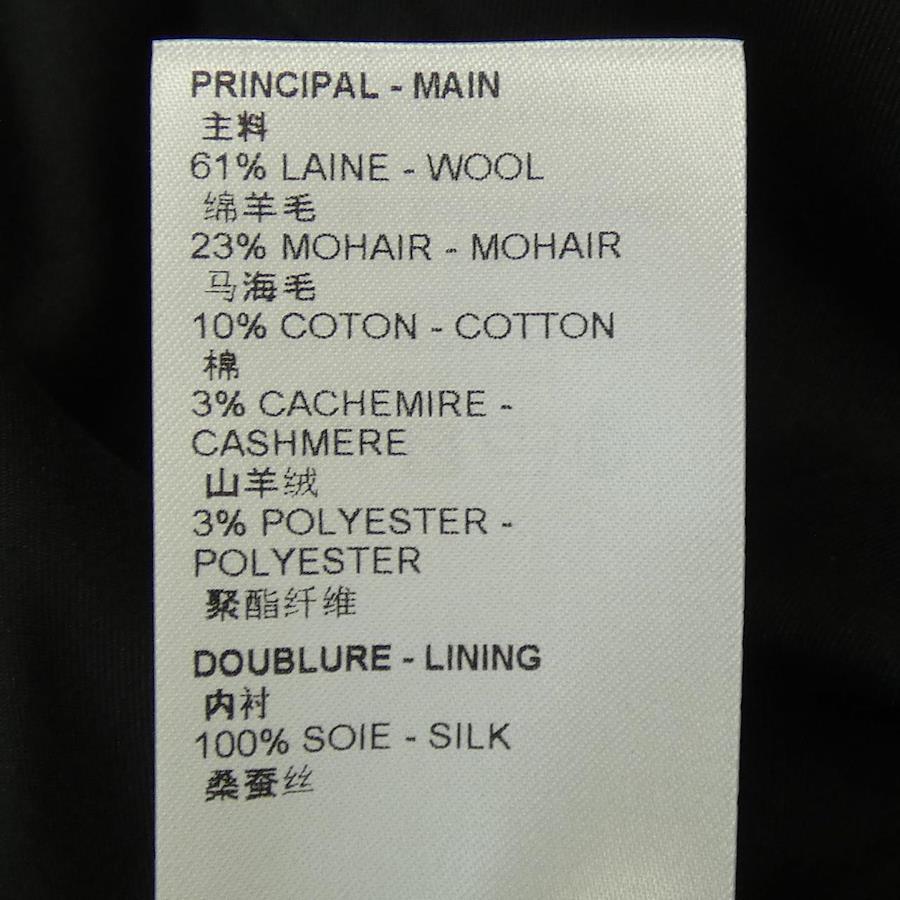 PRINCIPAL - MAIN
主料
61% LAINE - WOOL
绵羊毛
23% MOHAIR - MOHAIR
马海毛
10% COTON - COTTON
棉
3% CACHEMIRE -
CASHMERE
山羊绒
3% POLYESTER -
POLYESTER
聚酯纤维
DOUBLURE - LINING
内衬
100% SOIE - SILK
桑蚕丝